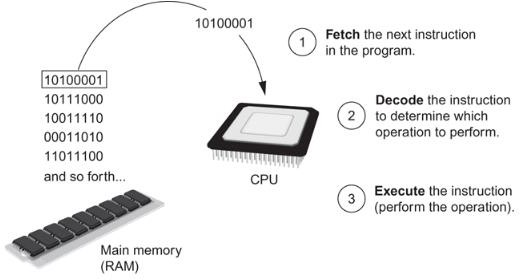 10100001
1 Fetch the next instruction
in the program.
10100001
10111000
10011110
00011010
11011100
and so forth...
2 Decode the instruction
to determine which
operation to perform.
CPU
3 Execute the instruction
(perform the operation).
Main memory
(RAM)